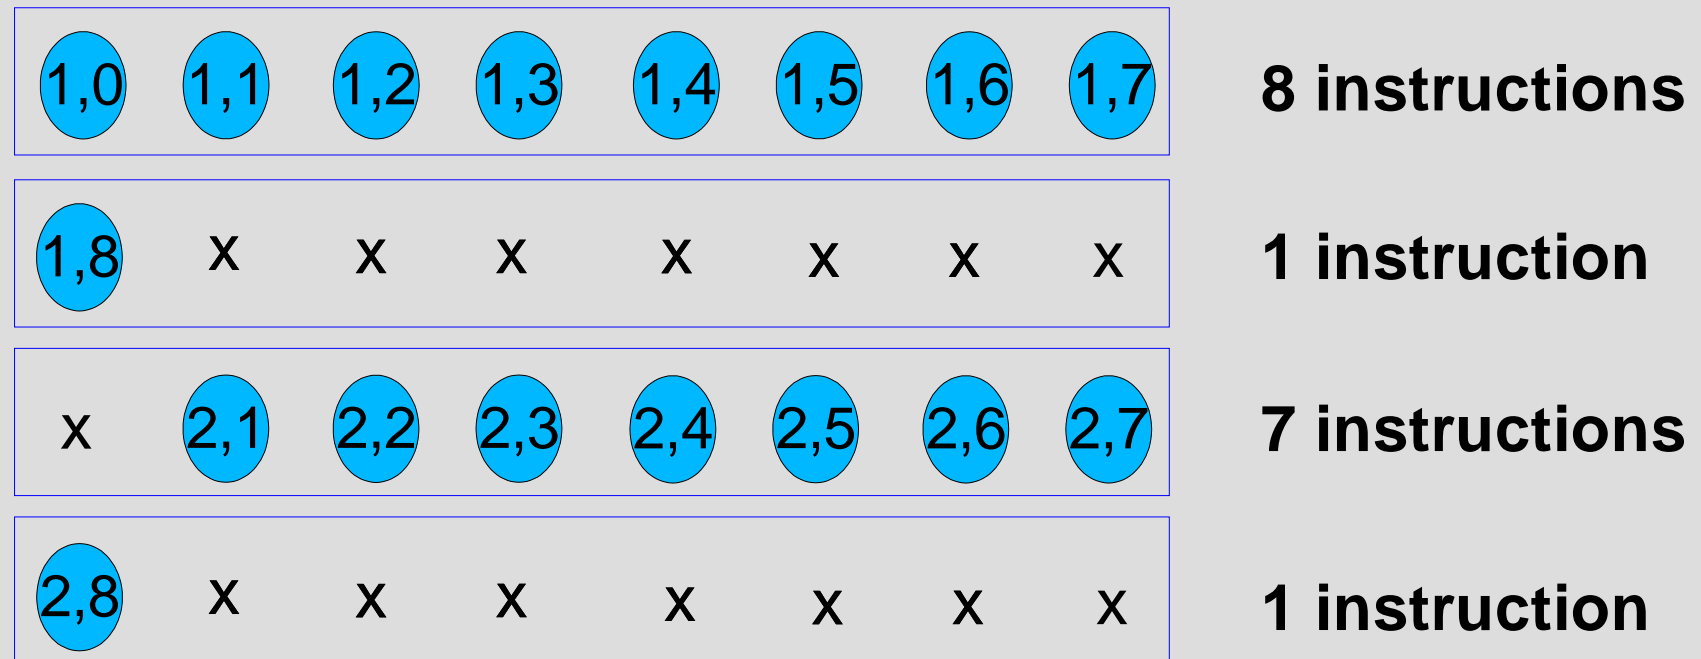 1,0 1,1 1,2 1,3 1,4 1,5 1,6 1,7 8 instructions
1,8 x x x x x x x 1 instruction
x 2,1 2,2 2,3 2,4 2,5 2,6 2,7 7 instructions
2,8 x x x x x x x 1 instruction